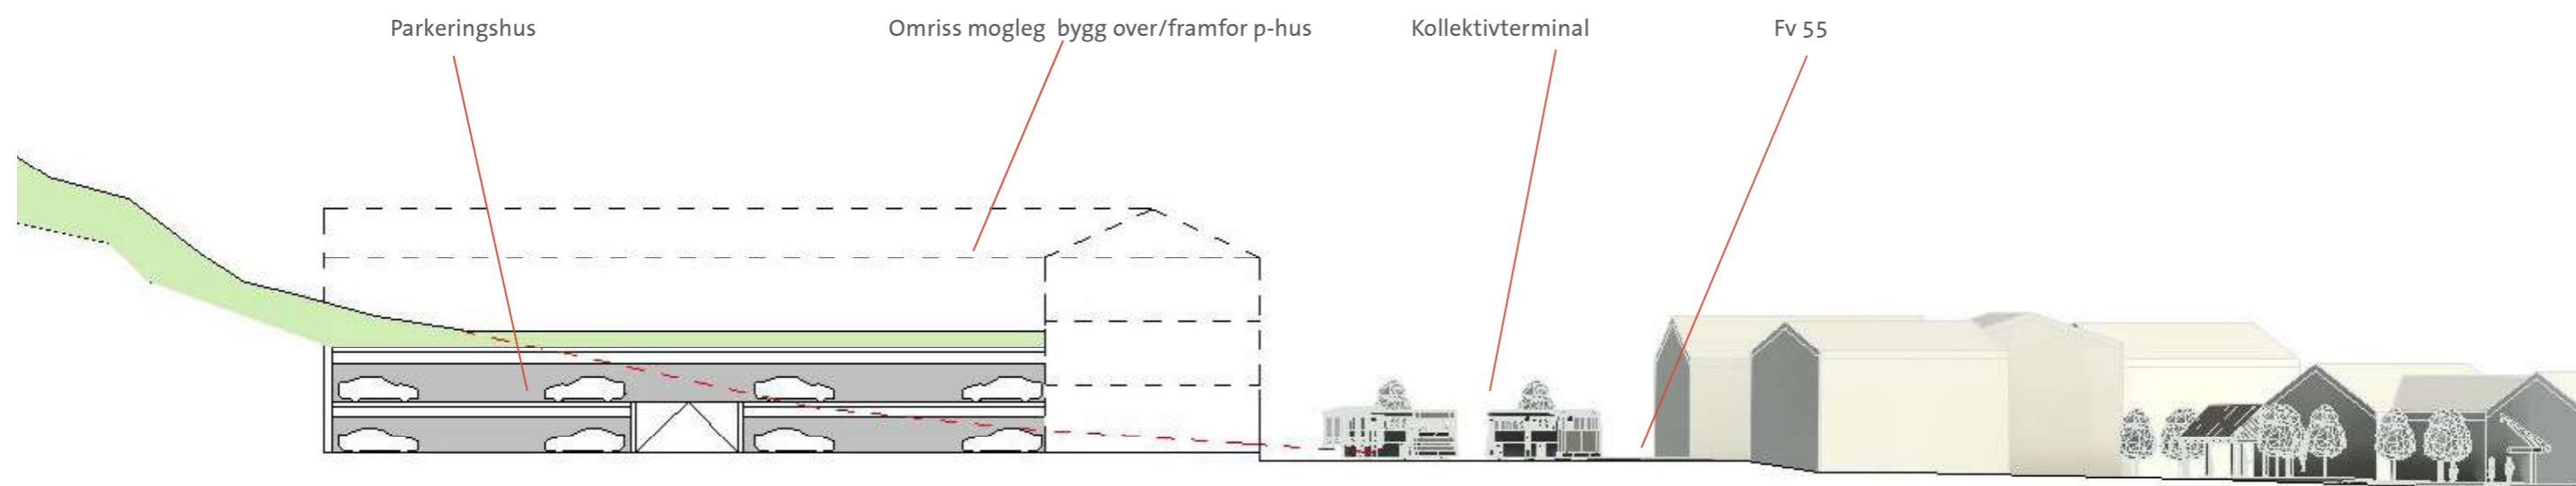 Parkeringshus
Omriss mogleg bygg over/framfor p-hus
Kollektivterminal
Fv 55